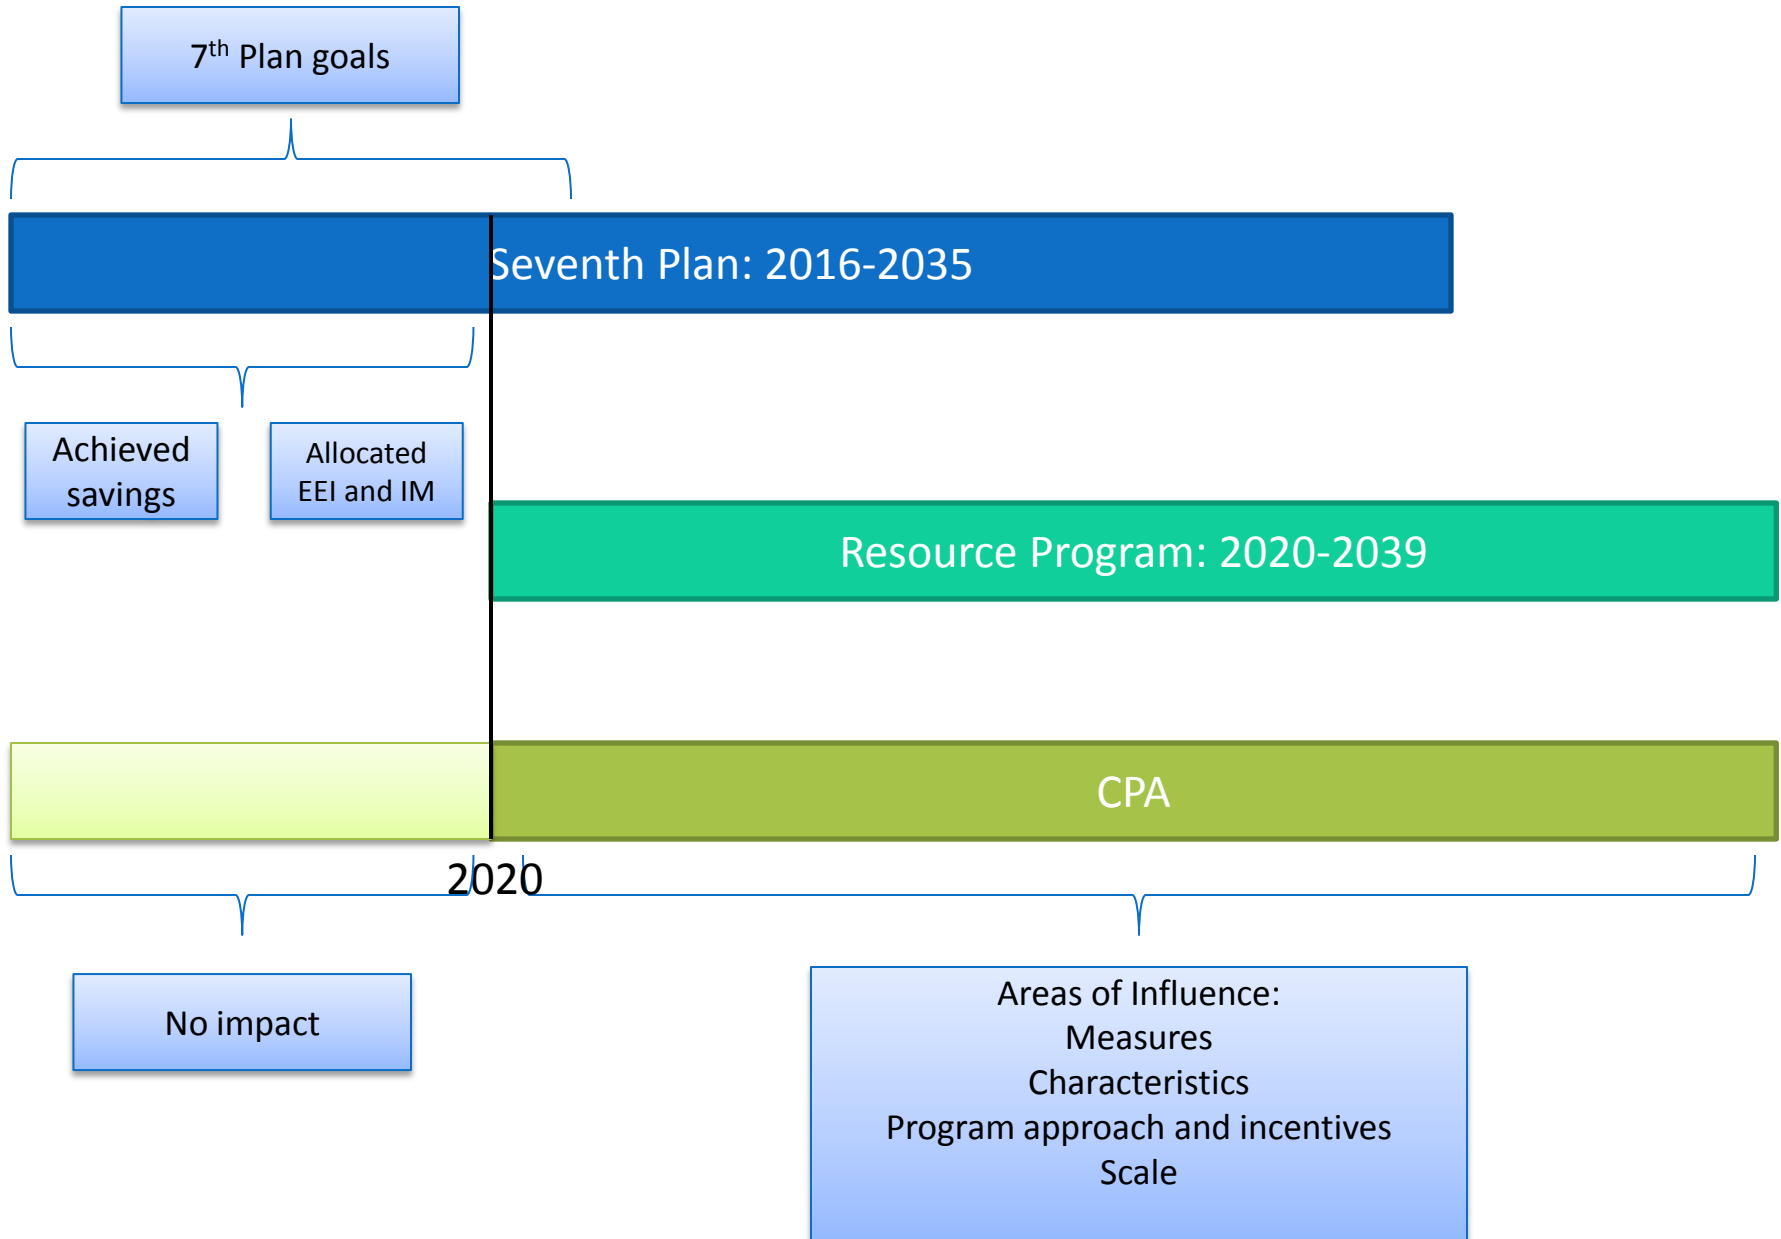 7th Plan goals
Seventh Plan: 2016-2035
Achieved
savings
Allocated
EEI and IM
Resource Program: 2020-2039
CPA
2020
No impact
Areas of Influence:
Measures
Characteristics
Program approach and incentives
Scale